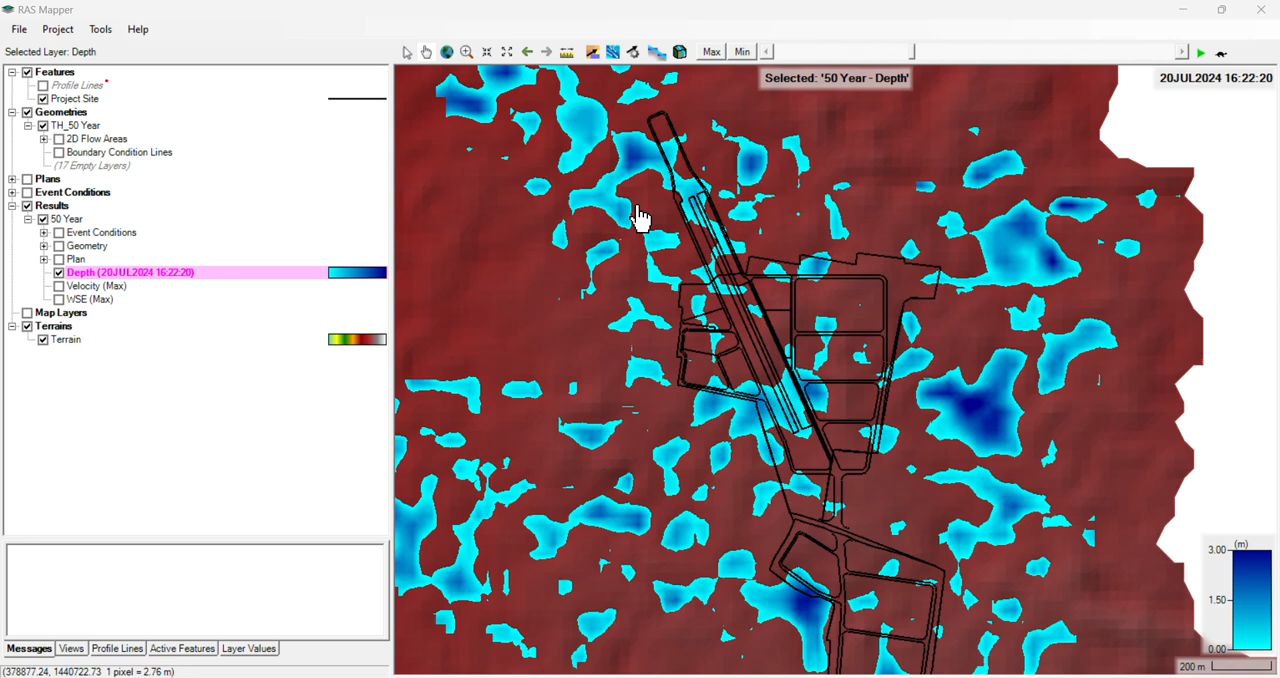 RAS Mapper
File Project Tools Help
Selected Layer: Depth
Max Min
Features
Profile Lines *
Project Site
Geometries
TH_50 Year
2D Flow Areas
Boundary Condition Lines
(17 Empty Layers)
Plans
Event Conditions
Results
50 Year
Event Conditions
Geometry
Plan
Depth (20JUL2024 16:22:20)
Velocity (Max)
WSE (Max)
Map Layers
Terrains
Terrain
Selected: '50 Year - Depth'
20JUL2024 16:22:20
(m)
3.00
1.50
0.00
200 m
Messages Views Profile Lines Active Features Layer Values
(378877.24, 1440722.73 1 pixel = 2.76 m)